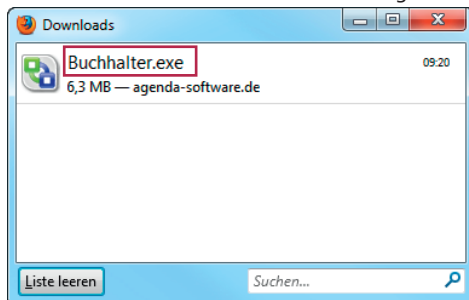 Downloads
Buchhalter.exe 09:20
6,3 MB — agenda-software.de
Liste leeren Suchen...